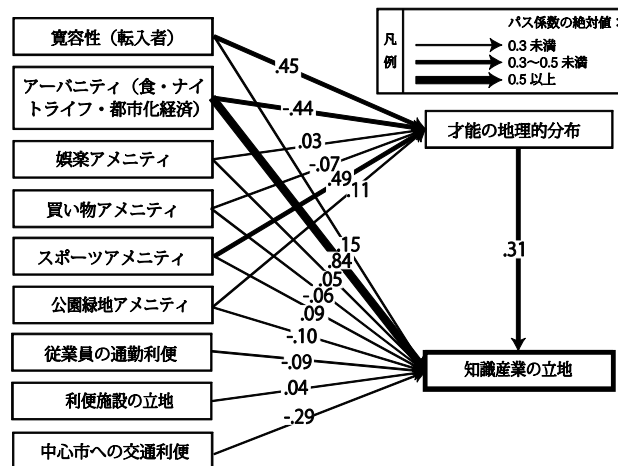 寛容性（転入者）
アーバニティ（食・ナイ
トライフ・都市化経済）
娯楽アメニティ
買い物アメニティ
スポーツアメニティ
公園緑地アメニティ
従業員の通勤利便
利便施設の立地
中心市への交通利便
凡
例
パス係数の絶対値：
0.3 未満
0.3〜0.5 未満
0.5 以上
才能の地理的分布
知識産業の立地
.45
-.44
.03
-.07
.49
.11
.15
.84
.05
-.06
.09
-.10
-.09
.04
-.29
.31